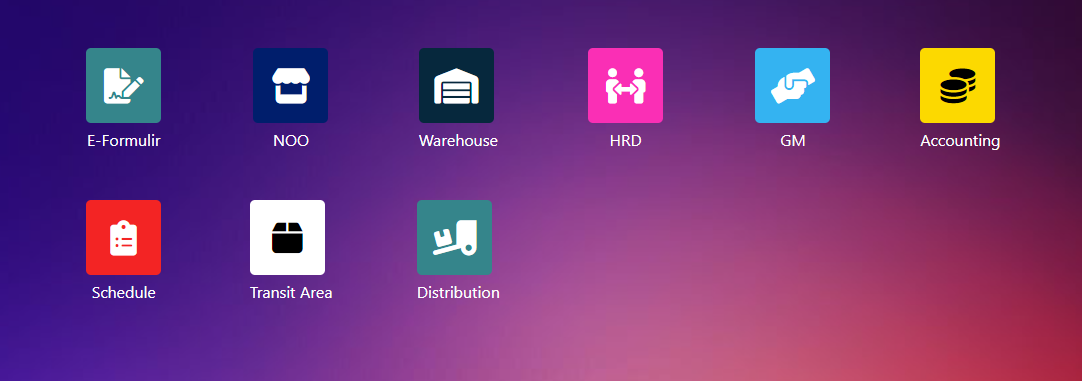 E-Formulir
NOO
Warehouse
HRD
GM
Accounting
Schedule
Transit Area
Distribution